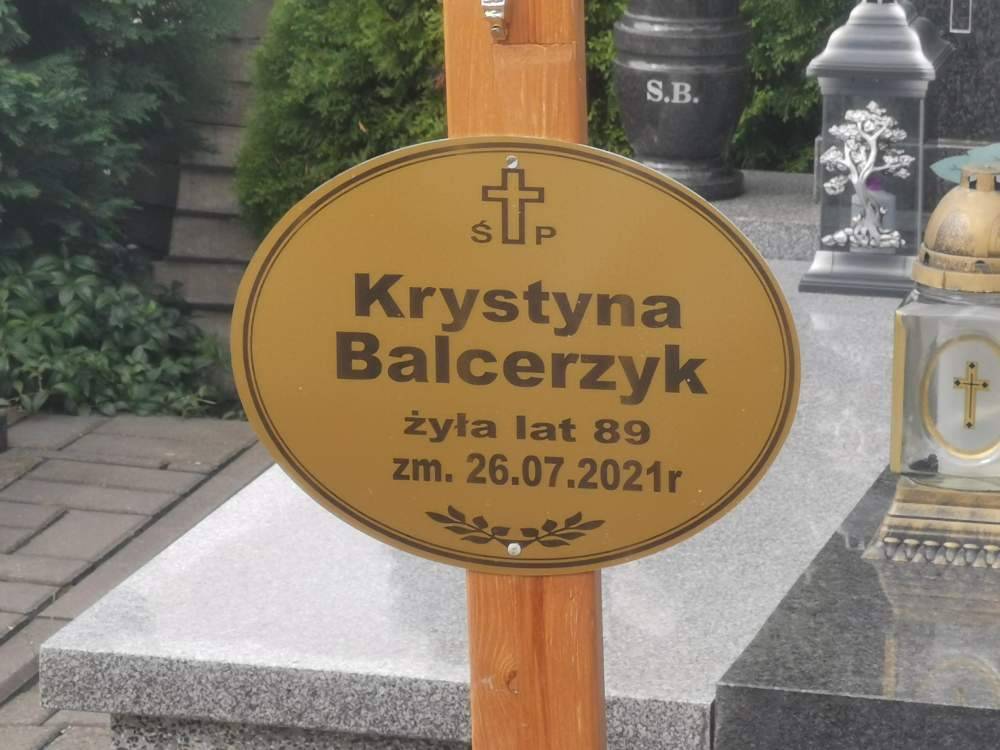 S.B.
Ś P
Krystyna
Balcerzyk
żyła lat 89
zm. 26.07.2021r